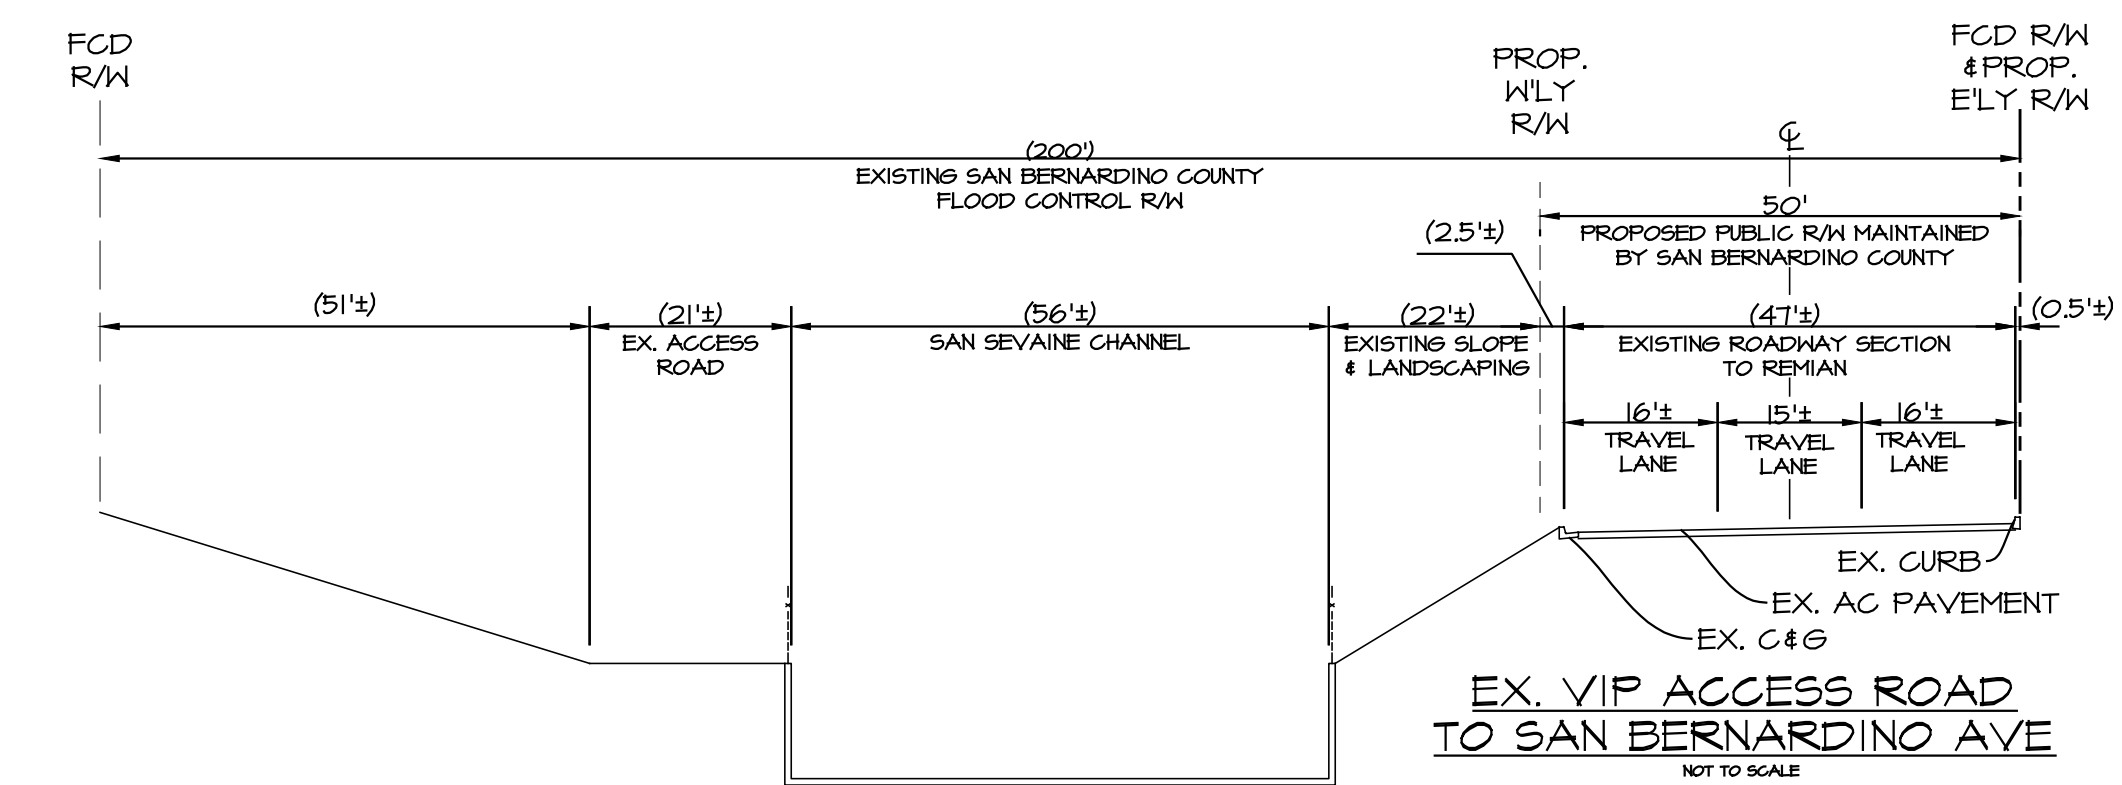 FCD
R/W
PROP.
W'LY
R/W
FCD R/W
& PROP.
E'LY R/W
℄
(200')
EXISTING SAN BERNARDINO COUNTY
FLOOD CONTROL R/W
50'
PROPOSED PUBLIC R/W MAINTAINED
BY SAN BERNARDINO COUNTY
(2.5'±)
(51'±)
(21'±)
EX. ACCESS
ROAD
(56'±)
SAN SEVAINE CHANNEL
(22'±)
EXISTING SLOPE
& LANDSCAPING
(47'±)
EXISTING ROADWAY SECTION
TO REMIAN
(0.5'±)
16'±
TRAVEL
LANE
15'±
TRAVEL
LANE
16'±
TRAVEL
LANE
EX. CURB
EX. AC PAVEMENT
EX. C&G
EX. VIP ACCESS ROAD
TO SAN BERNARDINO AVE
NOT TO SCALE